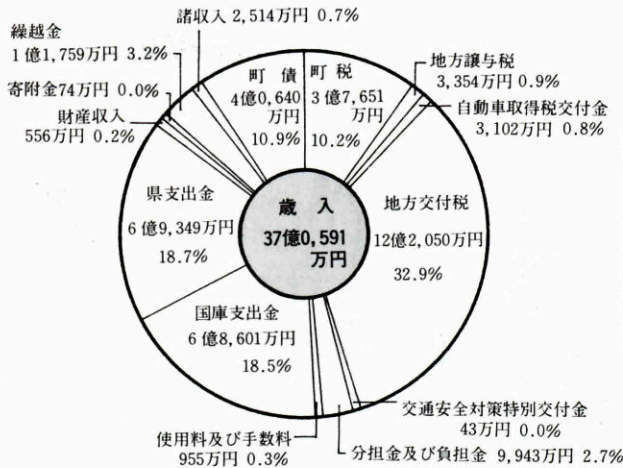 諸収入 2,514万円 0.7%
繰越金
1億1,759万円 3.2%
寄附金74万円 0.0%
財産収入
556万円 0.2%
町債
4億0,640
万円
10.9%
町税
3億7,651
万円
10.2%
地方譲与税
3,354万円 0.9%
自動車取得税交付金
3,102万円 0.8%
県支出金
6億9,349万円
18.7%
歳入
37億0,591
万円
地方交付税
12億2,050万円
32.9%
国庫支出金
6億8,601万円
18.5%
交通安全対策特別交付金
43万円 0.0%
使用料及び手数料
955万円 0.3%
分担金及び負担金 9,943万円 2.7%